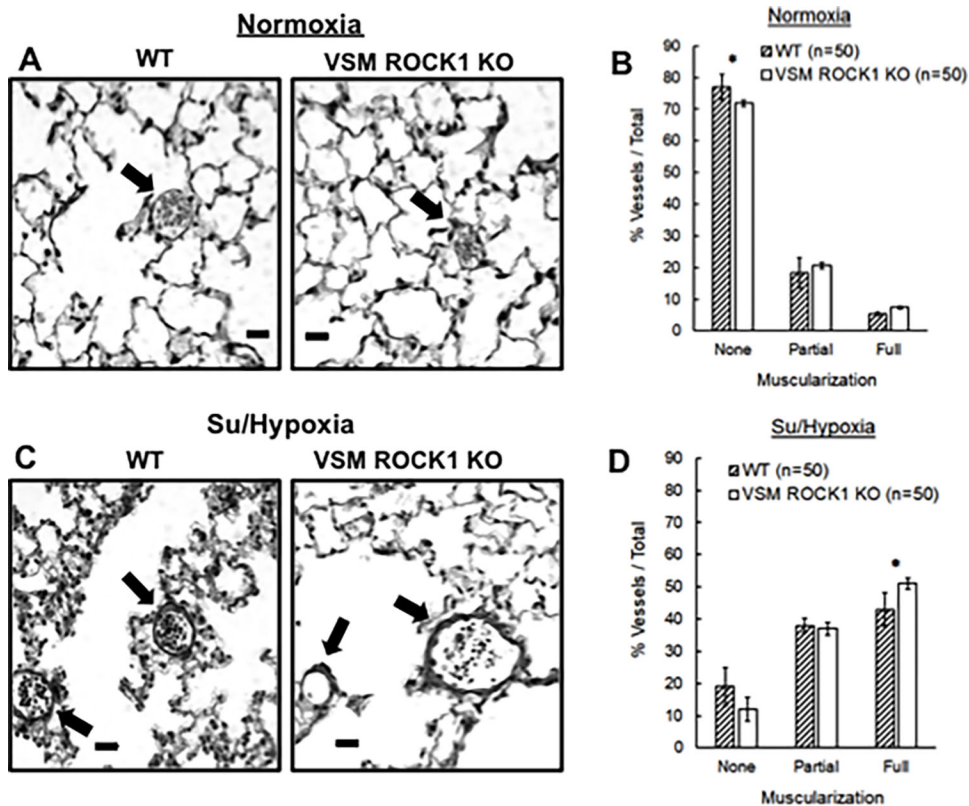 Normoxia
A
WT
VSM ROCK1 KO
B
Normoxia
WT (n=50)
*
VSM ROCK1 KO (n=50)
% Vessels / Total
90
80
70
60
50
40
30
20
10
0
None Partial Full
Muscularization
Su/Hypoxia
C
WT
VSM ROCK1 KO
D
Su/Hypoxia
WT (n=50)
VSM ROCK1 KO (n=50)
*
% Vessels / Total
90
80
70
60
50
40
30
20
10
0
None Partial Full
Muscularization